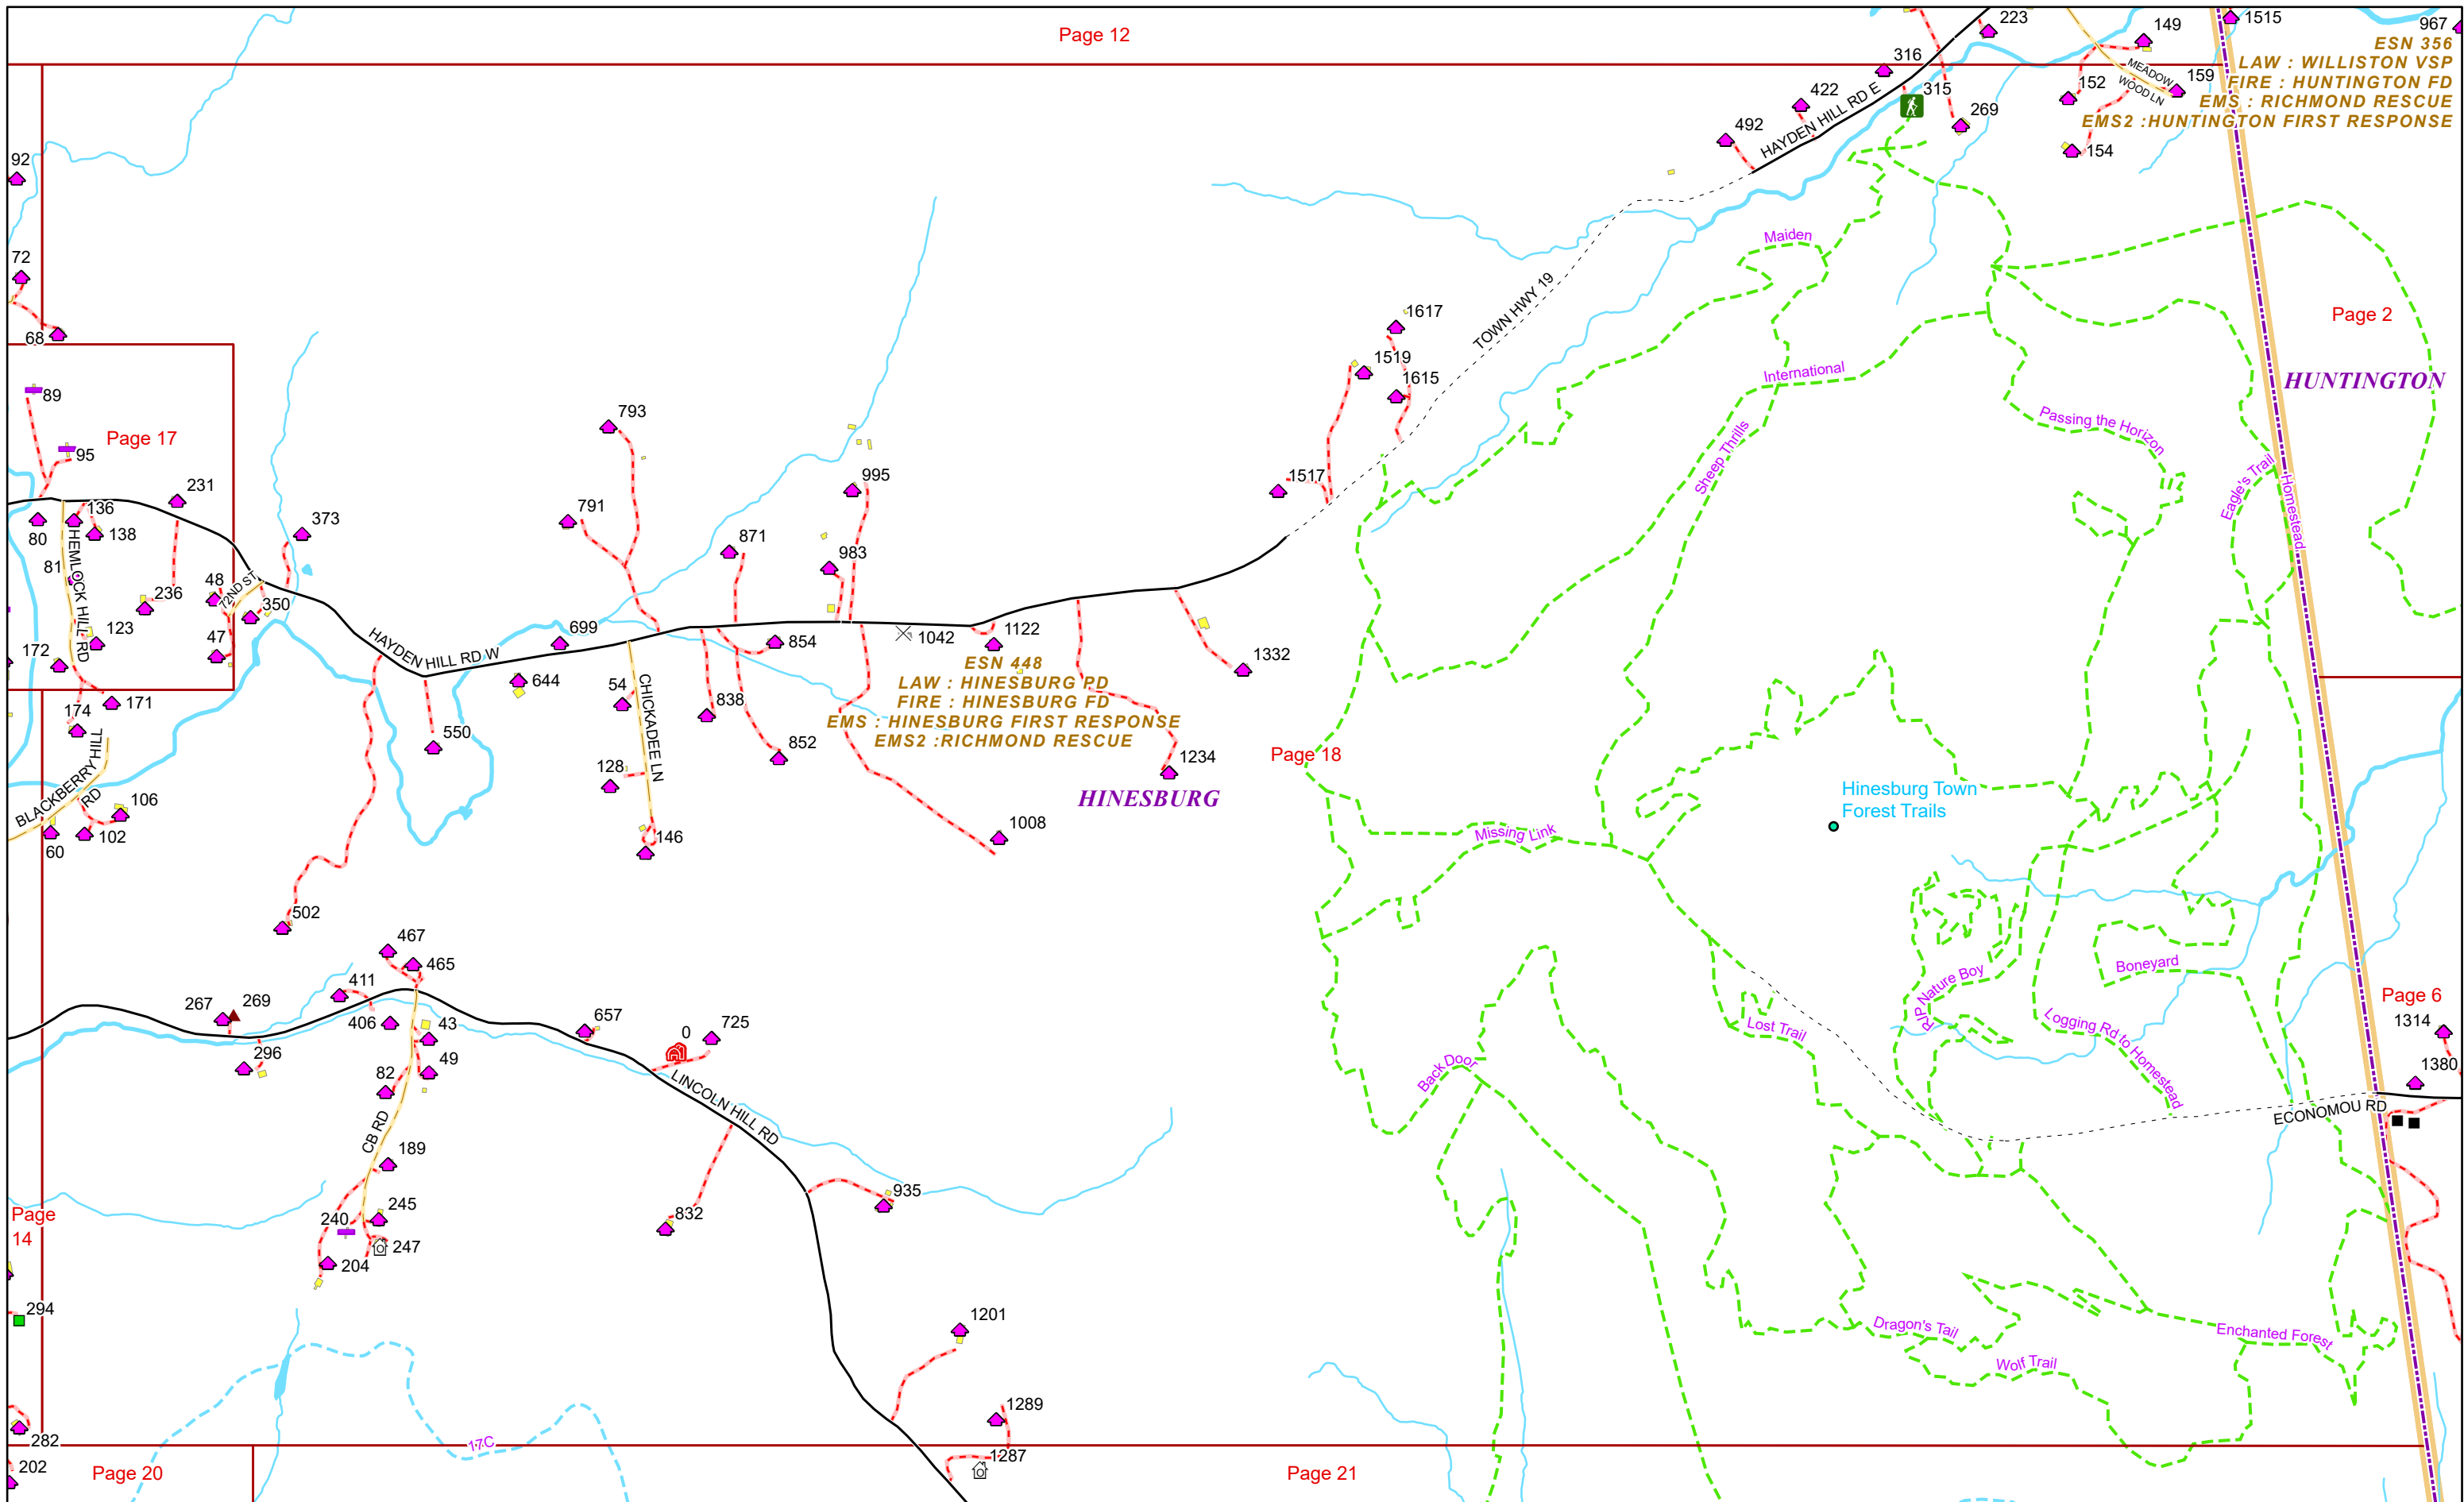 Page 12
223
149
1515
967
ESN 356
LAW : WILLISTON VSP
FIRE : HUNTINGTON FD
EMS : RICHMOND RESCUE
EMS2 :HUNTINGTON FIRST RESPONSE
316
315
422
492
269
HAYDEN HILL RD E
MEADOW
WOOD LN
152
159
154
92
72
68
Maiden
TOWN HWY 19
Page 2
HUNTINGTON
1617
1519
1615
1517
International
Sheep Thrills
Passing the Horizon
Eagle's Trail
Homestead
89
95
Page 17
231
136
138
80
81
HEMLOCK HILL RD
236
48
72ND ST
350
373
123
47
172
171
174
793
791
995
983
871
699
854
1042
1122
1332
HAYDEN HILL RD W
644
54
CHICKADEE LN
838
852
550
128
146
ESN 448
LAW : HINESBURG PD
FIRE : HINESBURG FD
EMS : HINESBURG FIRST RESPONSE
EMS2 :RICHMOND RESCUE
1234
HINESBURG
1008
Page 18
BLACKBERRY HILL
RD
106
102
60
Hinesburg Town
Forest Trails
Missing Link
502
467
465
411
267
269
406
43
296
49
82
657
0
725
LINCOLN HILL RD
CB RD
189
245
240
247
204
832
935
Nature Boy
RIP
Boneyard
Lost Trail
Logging Rd to Homestead
Back Door
Page 6
1314
1380
ECONOMOU RD
Page
14
294
282
202
1201
1289
1287
Dragon's Tail
Wolf Trail
Enchanted Forest
17C
Page 20
Page 21